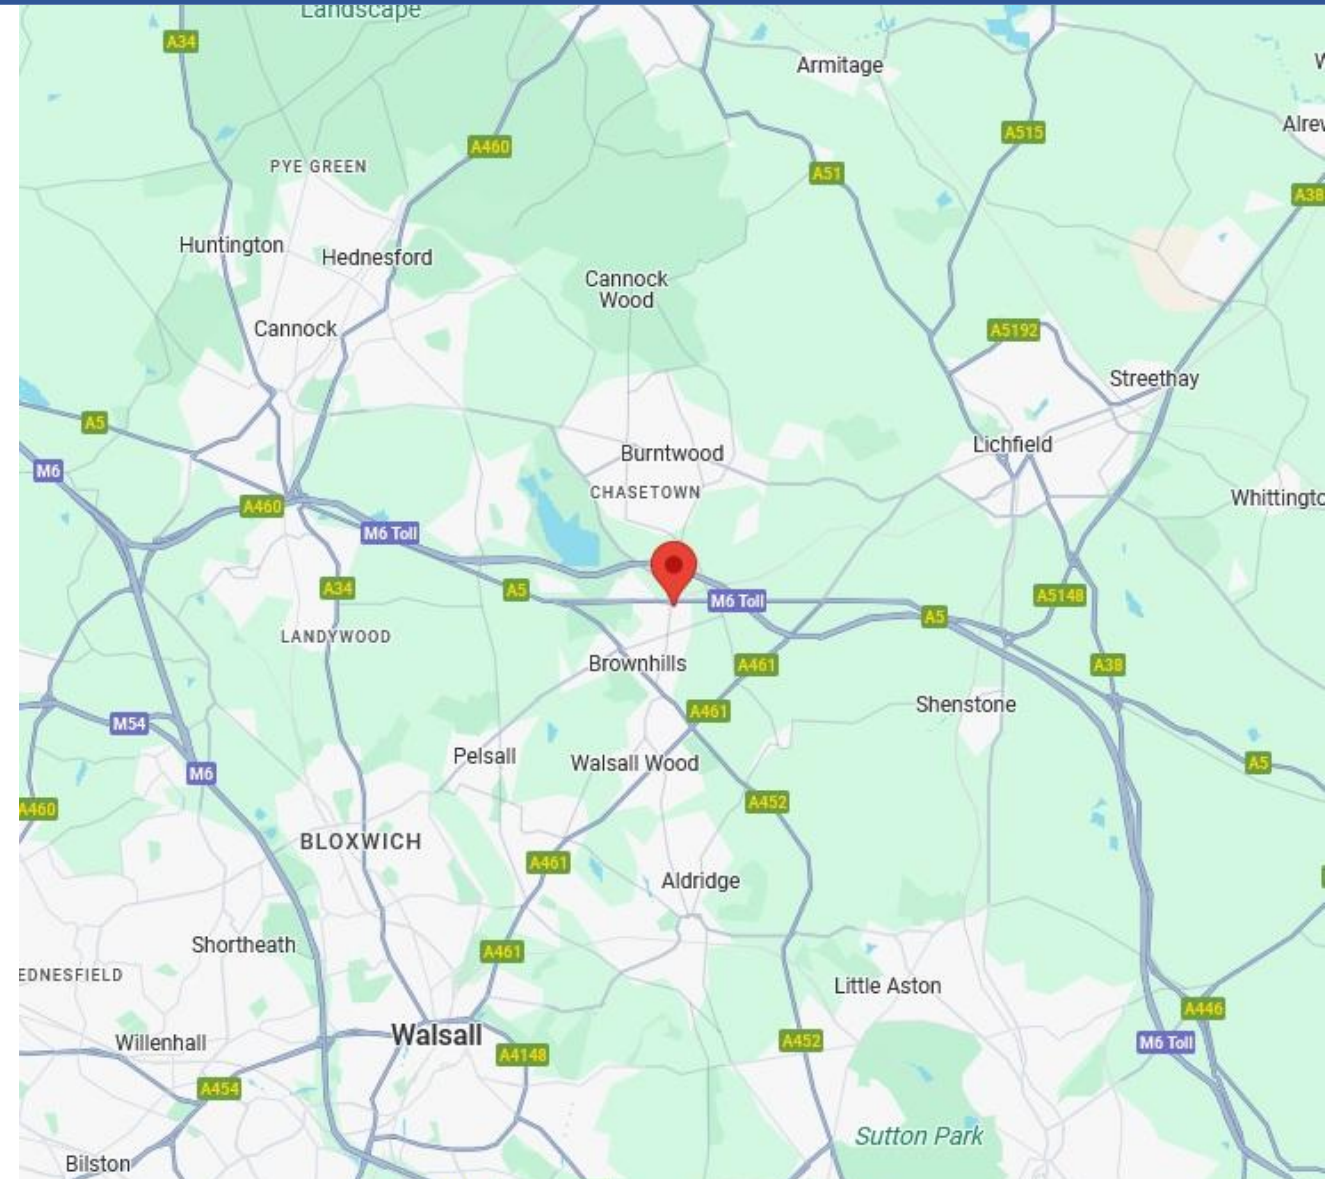 Landscape
A34
Armitage
A515
Alrew
A460
PYE GREEN
A51
A38
Huntington
Hednesford
Cannock
Wood
Cannock
A5192
Streethay
A5
Lichfield
Burntwood
M6
CHASETOWN
Whittingto
A460
M6 Toll
A34
A5
M6 Toll
A5148
A5
LANDYWOOD
Brownhills
A461
A38
Shenstone
A461
M54
Pelsall
Walsall Wood
A5
M6
A460
A452
BLOXWICH
A461
Aldridge
Shortheath
A461
EDNESFIELD
Little Aston
A446
Willenhall
Walsall
A4148
A452
M6 Toll
A454
Sutton Park
Bilston